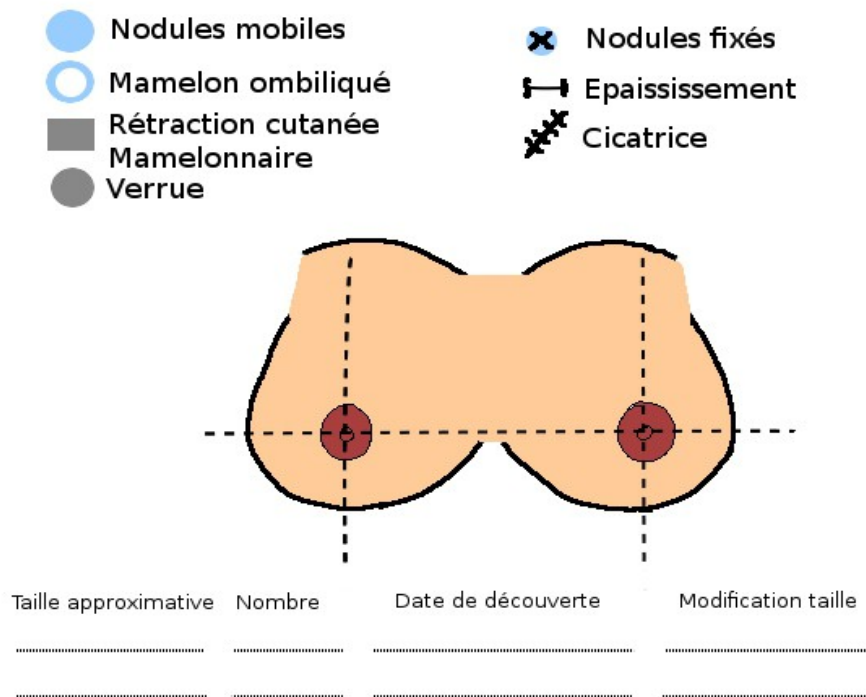 Nodules mobiles
Mamelon ombiliqué
Rétraction cutanée
Mamelonnaire
Verrue
Nodules fixés
Epaississement
Cicatrice
Taille approximative Nombre Date de découverte Modification taille